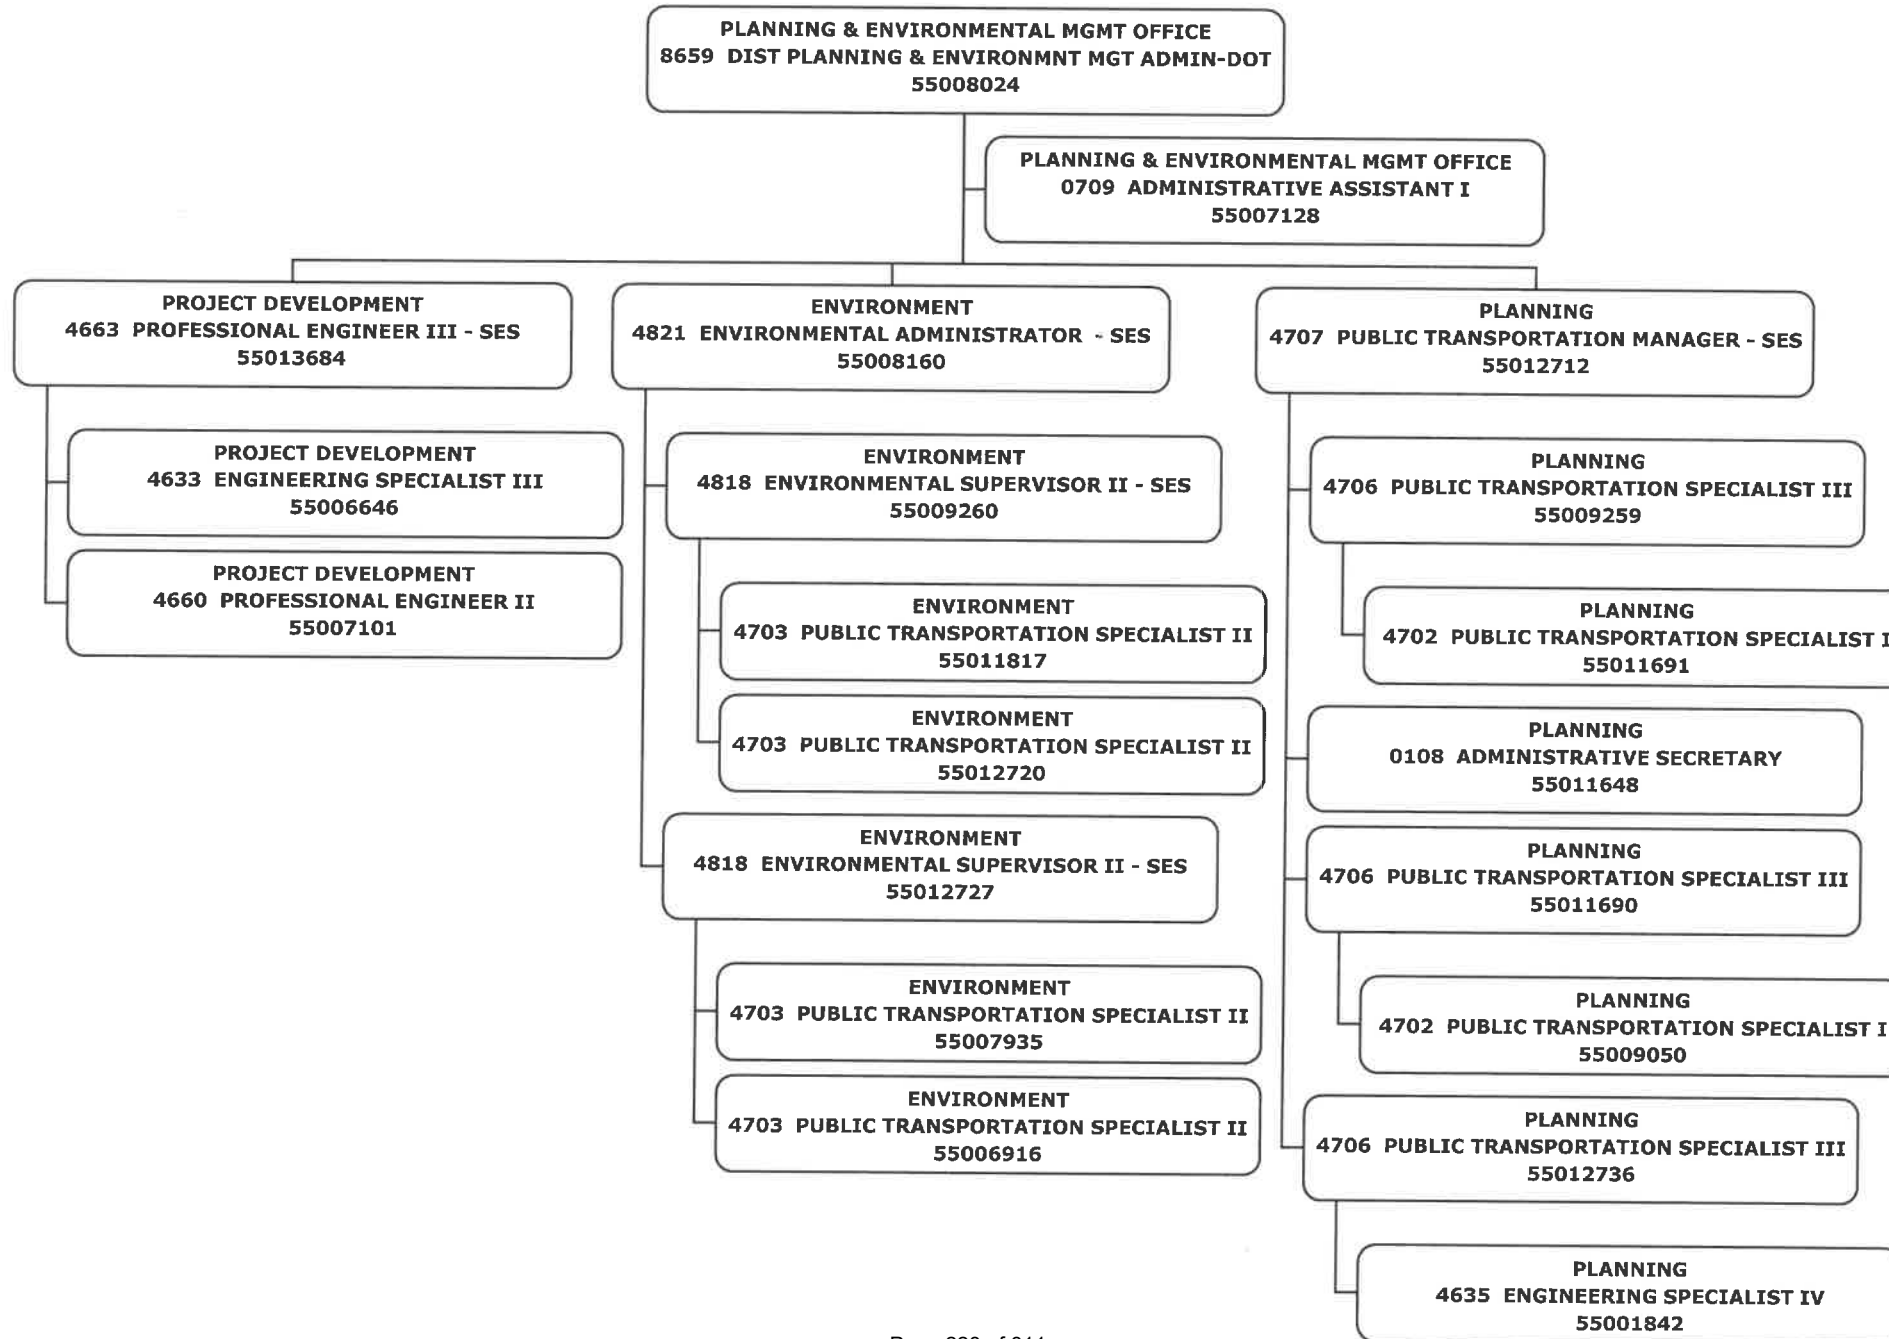 PLANNING & ENVIRONMENTAL MGMT OFFICE
8659 DIST PLANNING & ENVIRONMNT MGT ADMIN-DOT
55008024
PLANNING & ENVIRONMENTAL MGMT OFFICE
0709 ADMINISTRATIVE ASSISTANT I
55007128
PROJECT DEVELOPMENT
4663 PROFESSIONAL ENGINEER III - SES
55013684
PROJECT DEVELOPMENT
4633 ENGINEERING SPECIALIST III
55006646
PROJECT DEVELOPMENT
4660 PROFESSIONAL ENGINEER II
55007101
ENVIRONMENT
4821 ENVIRONMENTAL ADMINISTRATOR - SES
55008160
ENVIRONMENT
4818 ENVIRONMENTAL SUPERVISOR II - SES
55009260
ENVIRONMENT
4703 PUBLIC TRANSPORTATION SPECIALIST II
55011817
ENVIRONMENT
4703 PUBLIC TRANSPORTATION SPECIALIST II
55012720
ENVIRONMENT
4818 ENVIRONMENTAL SUPERVISOR II - SES
55012727
ENVIRONMENT
4703 PUBLIC TRANSPORTATION SPECIALIST II
55007935
ENVIRONMENT
4703 PUBLIC TRANSPORTATION SPECIALIST II
55006916
PLANNING
4707 PUBLIC TRANSPORTATION MANAGER - SES
55012712
PLANNING
4706 PUBLIC TRANSPORTATION SPECIALIST III
55009259
PLANNING
4702 PUBLIC TRANSPORTATION SPECIALIST I
55011691
PLANNING
0108 ADMINISTRATIVE SECRETARY
55011648
PLANNING
4706 PUBLIC TRANSPORTATION SPECIALIST III
55011690
PLANNING
4702 PUBLIC TRANSPORTATION SPECIALIST I
55009050
PLANNING
4706 PUBLIC TRANSPORTATION SPECIALIST III
55012736
PLANNING
4635 ENGINEERING SPECIALIST IV
55001842